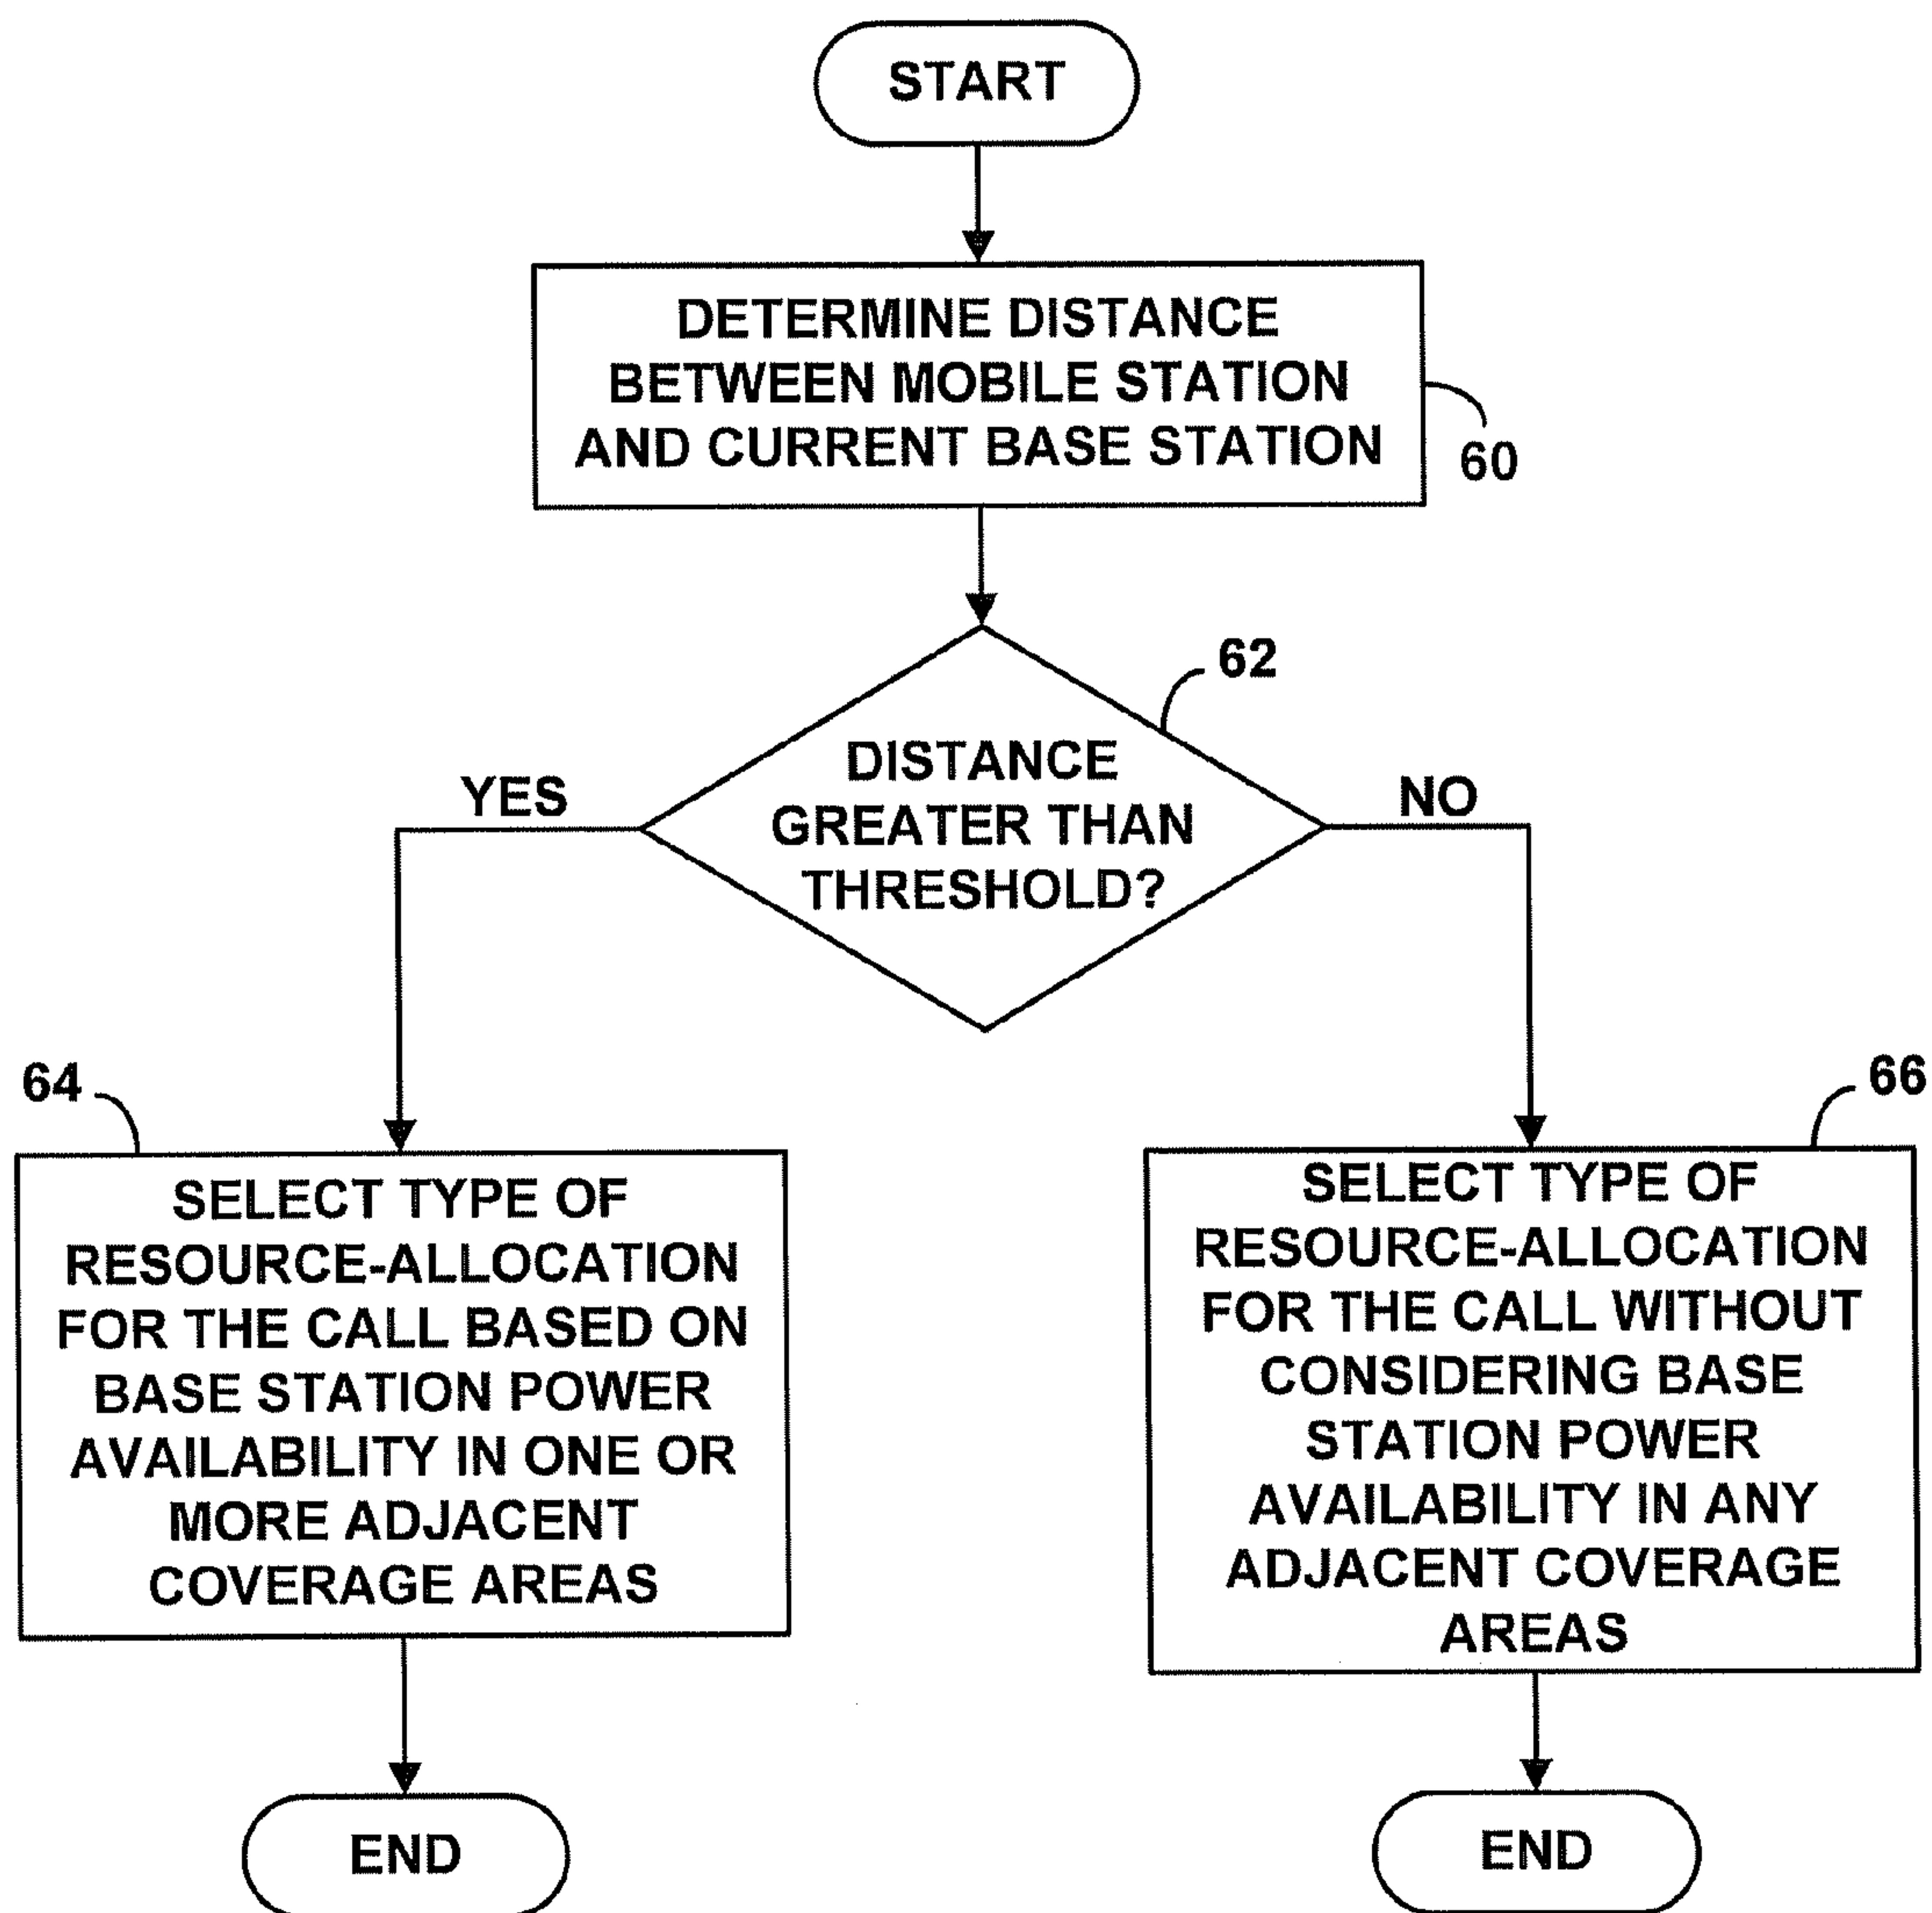 START
DETERMINE DISTANCE
BETWEEN MOBILE STATION
AND CURRENT BASE STATION
60
62
DISTANCE
GREATER THAN
THRESHOLD?
YES
NO
64
SELECT TYPE OF
RESOURCE-ALLOCATION
FOR THE CALL BASED ON
BASE STATION POWER
AVAILABILITY IN ONE OR
MORE ADJACENT
COVERAGE AREAS
66
SELECT TYPE OF
RESOURCE-ALLOCATION
FOR THE CALL WITHOUT
CONSIDERING BASE
STATION POWER
AVAILABILITY IN ANY
ADJACENT COVERAGE
AREAS
END
END